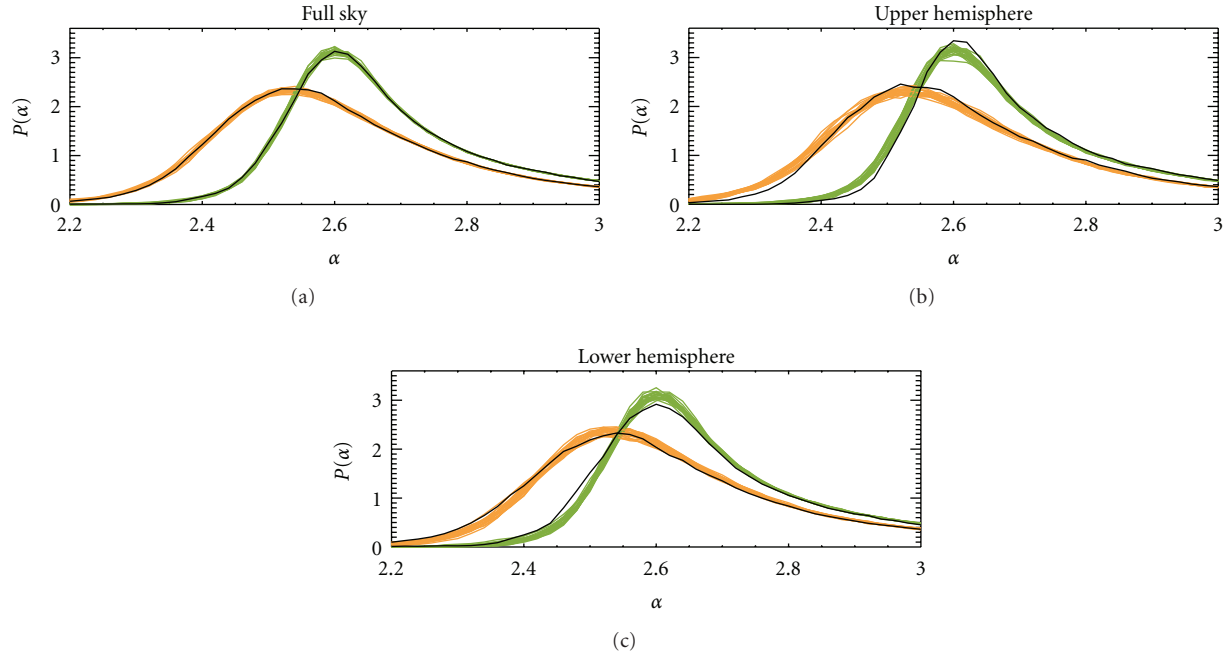 Full sky
3
2
1
0
P(α)
2.2 2.4 2.6 2.8 3
α
(a)
Upper hemisphere
3
2
1
0
P(α)
2.2 2.4 2.6 2.8 3
α
(b)
Lower hemisphere
3
2
1
0
P(α)
2.2 2.4 2.6 2.8 3
α
(c)